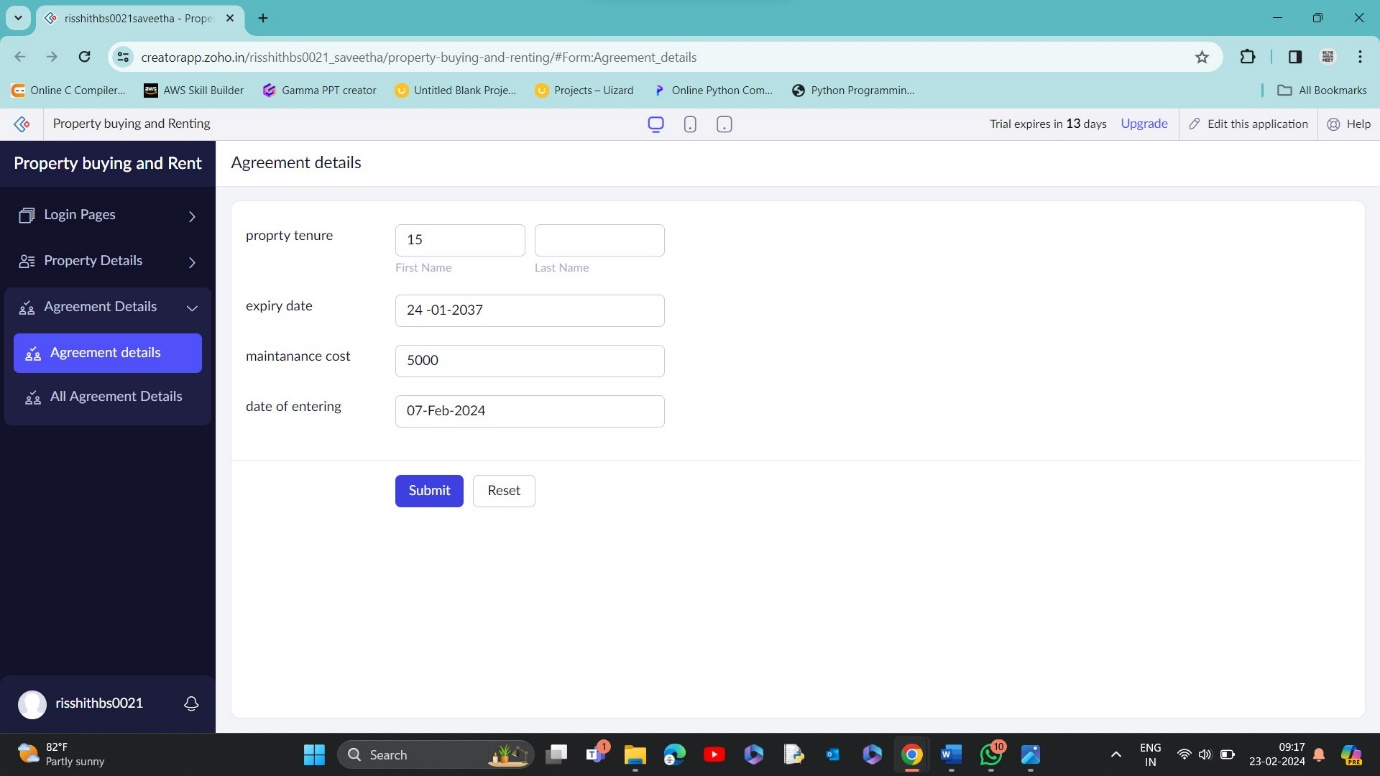 risshithbs0021saveetha - Prope
creatorapp.zoho.in/risshithbs0021_saveetha/property-buying-and-renting/#Form:Agreement_details
Online C Compiler... AWS Skill Builder Gamma PPT creator Untitled Blank Proje... Projects – Uizard Online Python Com... Python Programmin... All Bookmarks
Property buying and Renting Trial expires in 13 days Upgrade Edit this application Help
Property buying and Rent
Agreement details
Login Pages
Property Details
Agreement Details
Agreement details
All Agreement Details
proprty tenure 15
First Name Last Name
expiry date 24 -01-2037
maintanance cost 5000
date of entering 07-Feb-2024
Submit Reset
risshithbs0021
82°F
Partly sunny
Search
1
10
ENG
IN
09:17
23-02-2024
PRE